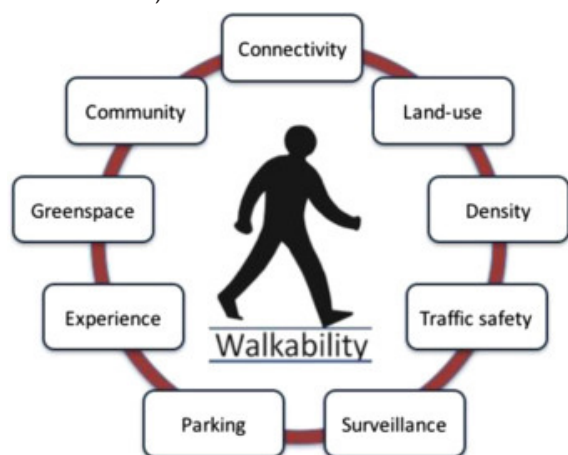 Connectivity
Community
Land-use
Greenspace
Density
Experience
Traffic safety
Walkability
Parking
Surveillance